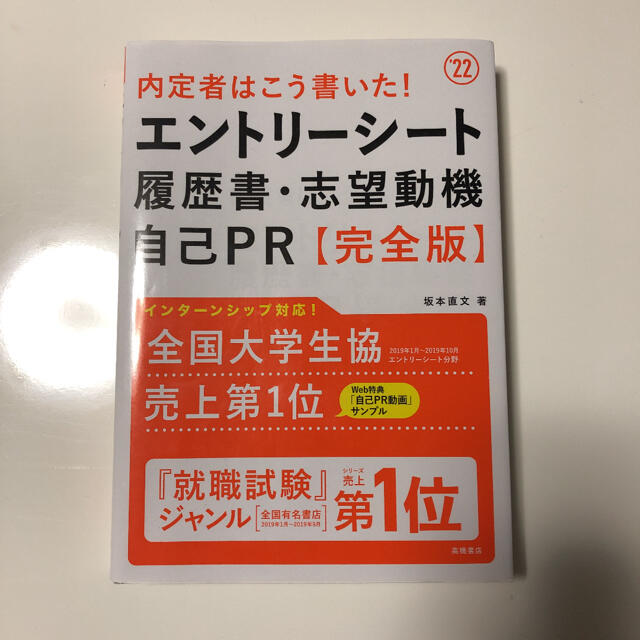 '22
内定者はこう書いた!
エントリーシート
履歴書・志望動機
自己PR【完全版】
坂本直文 著
インターンシップ対応!
全国大学生協
2019年1月〜2019年10月
エントリーシート分野
売上第1位
Web特典
「自己PR動画」
サンプル
『就職試験』
ジャンル
全国有名書店
2019年1月〜2019年9月
シリーズ
売上
第1位
高橋書店